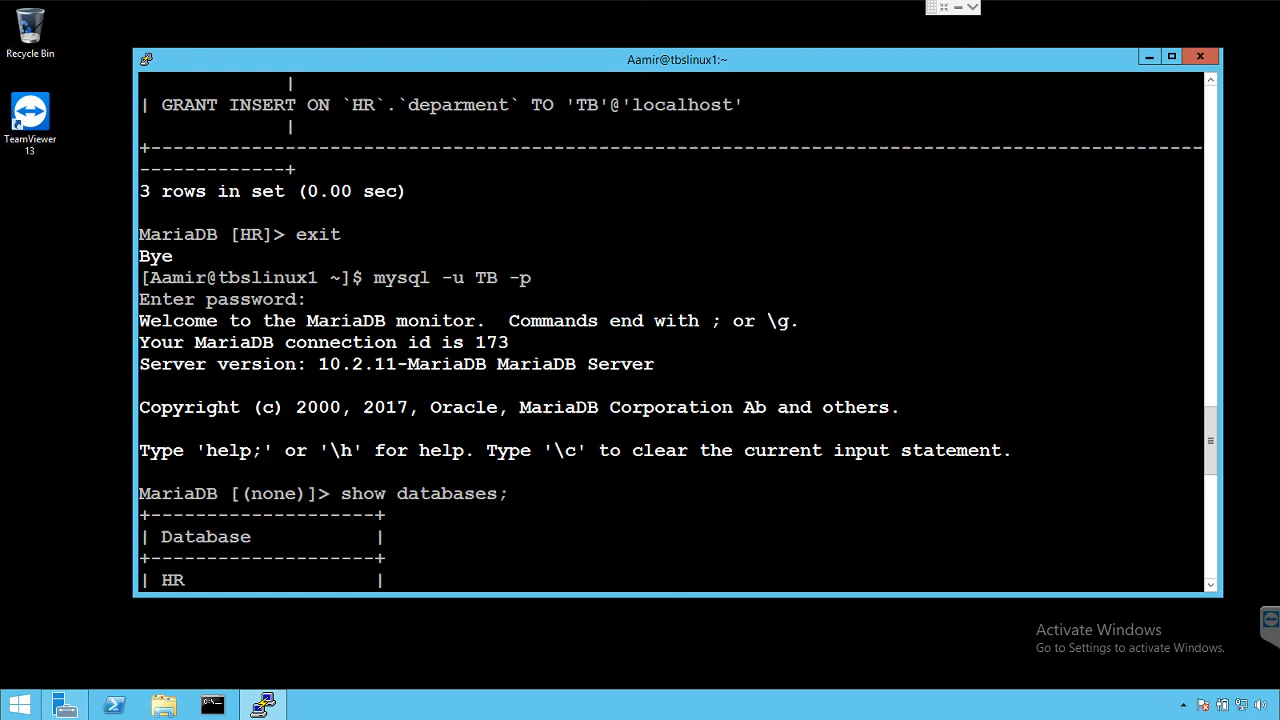 Recycle Bin
TeamViewer
13
Aamir@tbslinux1:~
|
| GRANT INSERT ON `HR`.`deparment` TO 'TB'@'localhost'
|
+-----------------------------------------------------------------------------------------------
-------------+
3 rows in set (0.00 sec)
MariaDB [HR]> exit
Bye
[Aamir@tbslinux1 ~]$ mysql -u TB -p
Enter password:
Welcome to the MariaDB monitor.  Commands end with ; or \g.
Your MariaDB connection id is 173
Server version: 10.2.11-MariaDB MariaDB Server
Copyright (c) 2000, 2017, Oracle, MariaDB Corporation Ab and others.
Type 'help;' or '\h' for help. Type '\c' to clear the current input statement.
MariaDB [(none)]> show databases;
+--------------------+
| Database           |
+--------------------+
| HR                 |
Activate Windows
Go to Settings to activate Windows.